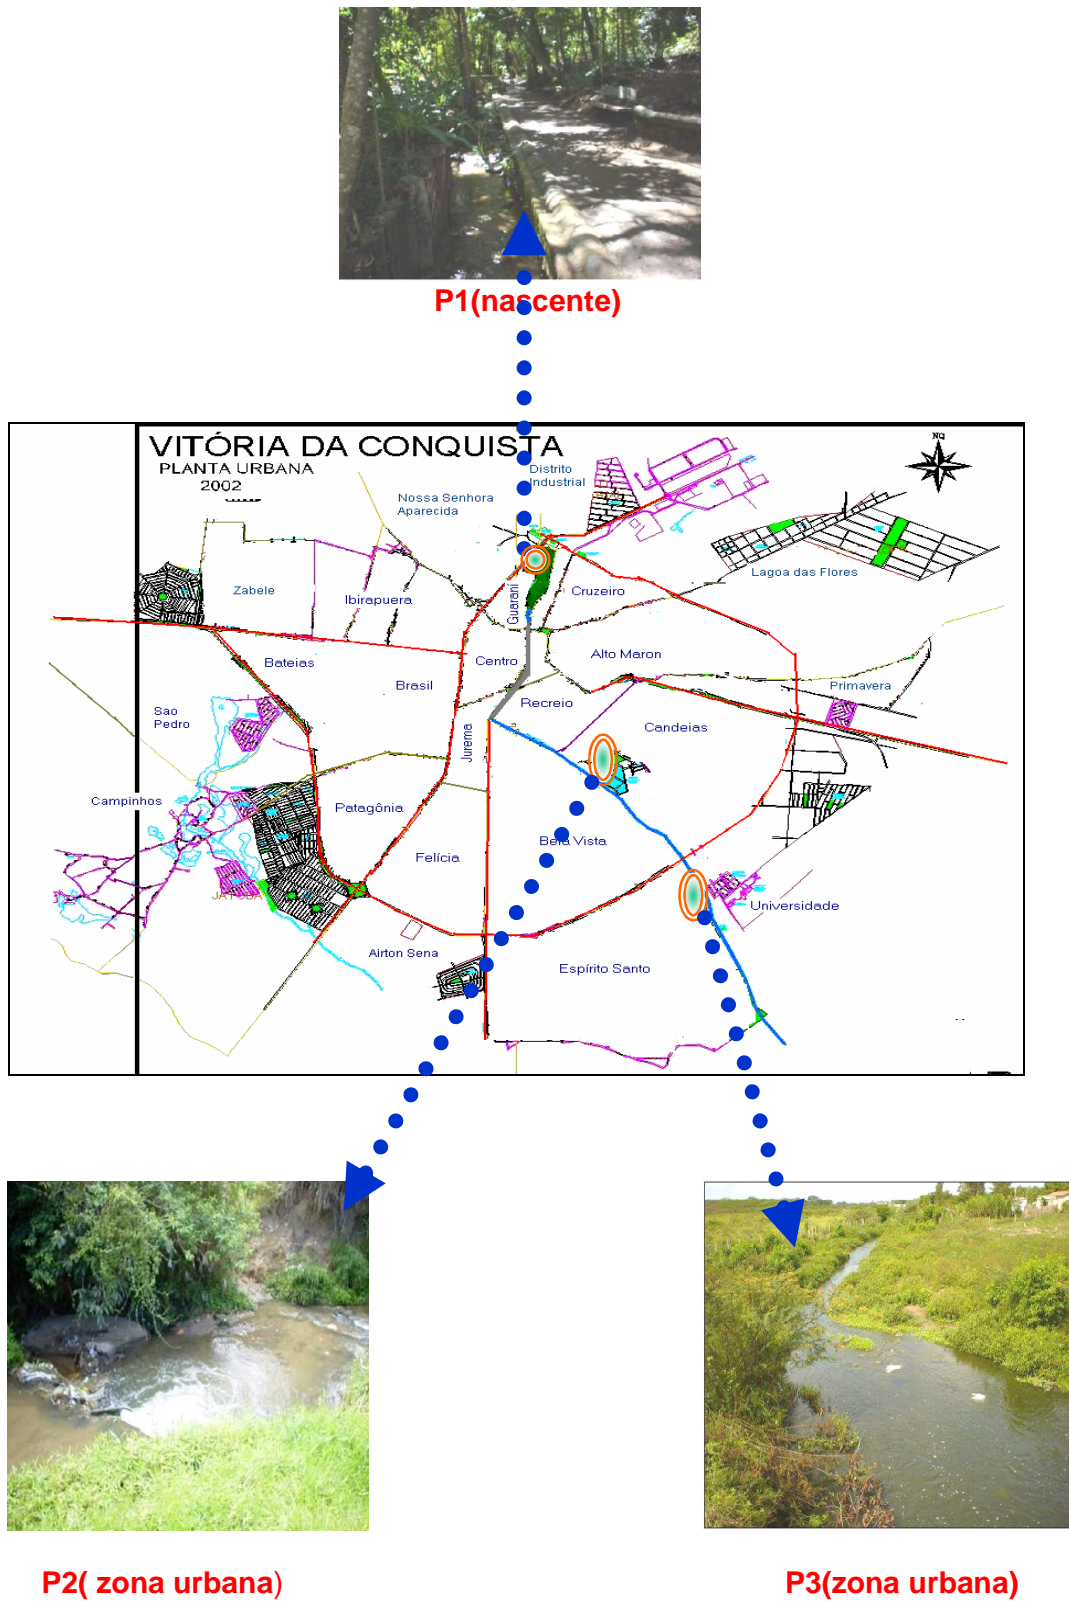 P1(nascente)
VITÓRIA DA CONQUISTA
PLANTA URBANA
2002
NQ
Distrito
Industrial
Nossa Senhora
Aparecida
Lagoa das Flores
Zabele
Ibirapuera
Guaraní
Cruzeiro
Centro
Alto Maron
Bateias
Brasil
Primavera
Recreio
Sao
Pedro
Candeias
Jurema
Campinhos
Patagônia
Bela Vista
Felícia
Universidade
Airton Sena
Espírito Santo
P2( zona urbana)
P3(zona urbana)